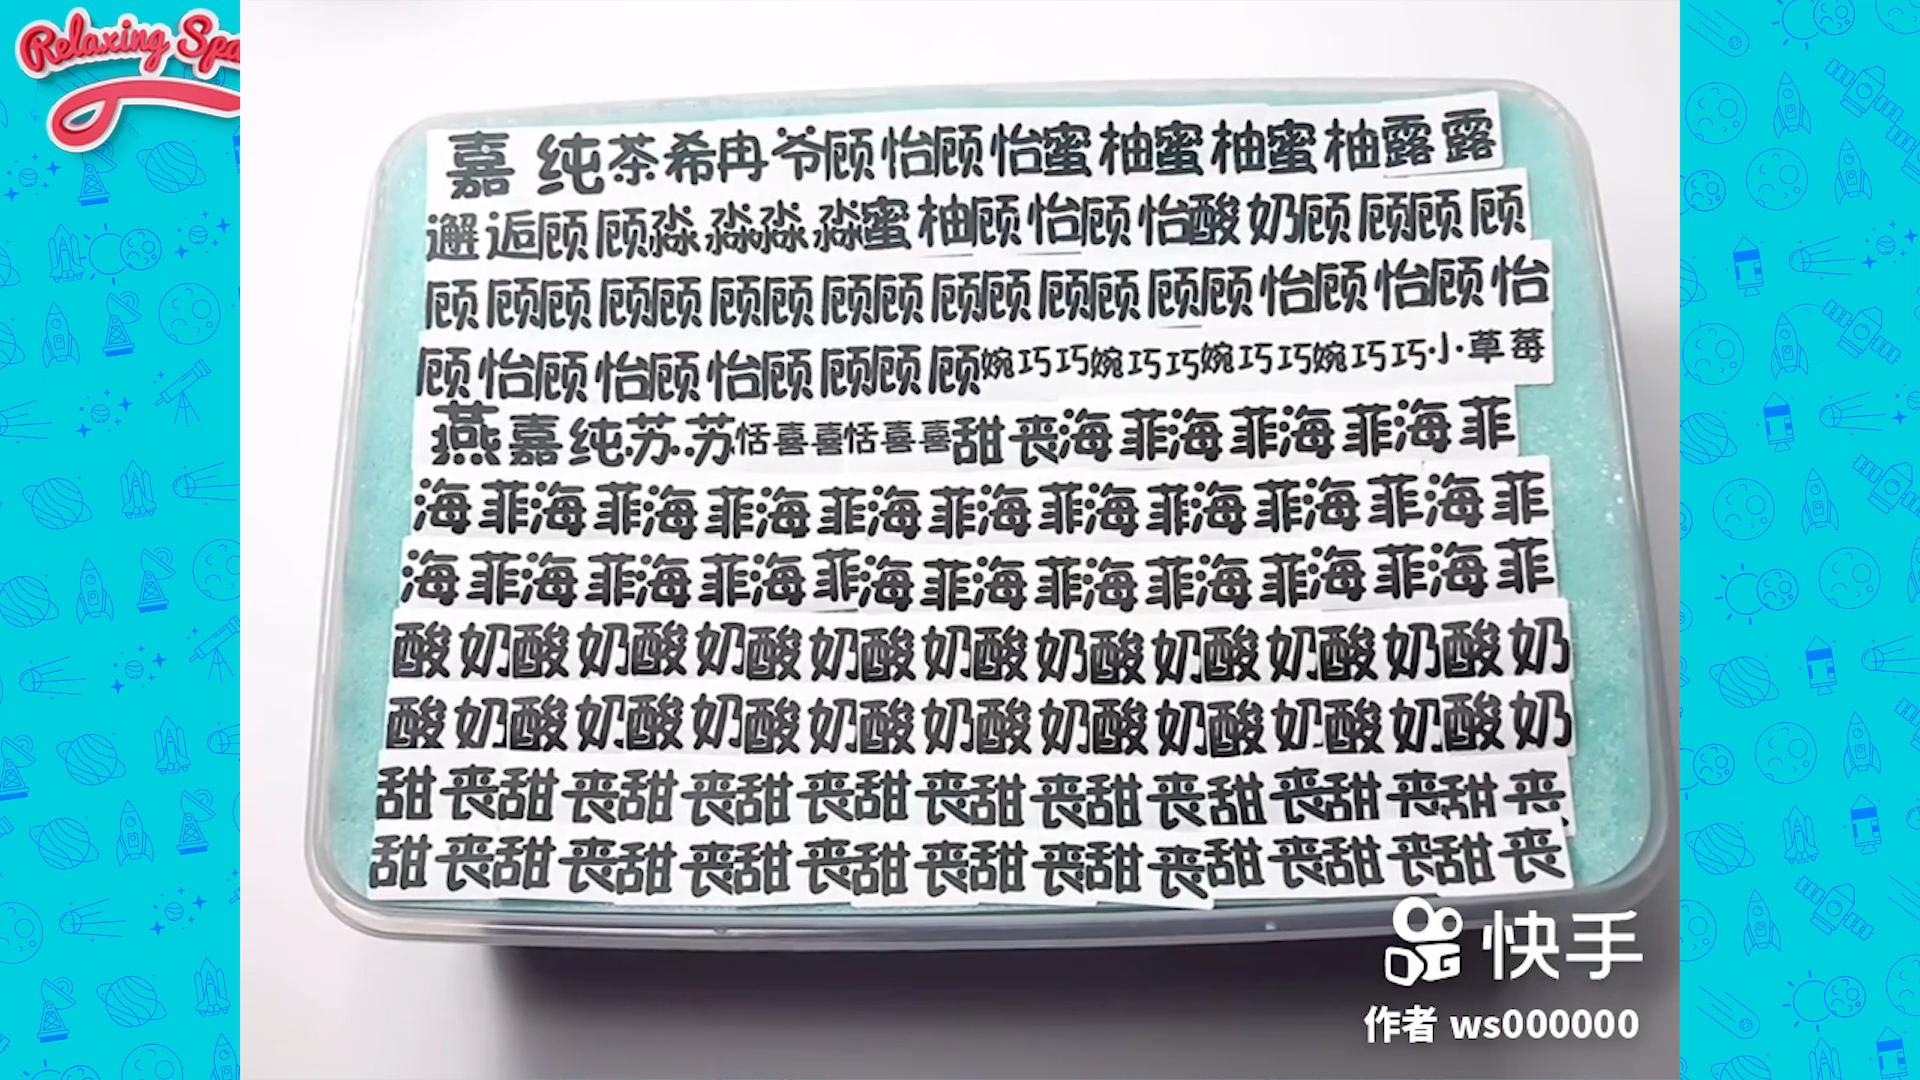 Relaxing Spa
嘉纯茶希冉爷顾怡顾怡蜜柚蜜柚蜜柚露露
邂逅顾顾淼淼淼淼蜜柚顾怡顾怡酸奶顾顾顾顾
顾顾顾顾顾顾顾顾顾顾顾顾顾顾顾怡顾怡顾怡
顾怡顾怡顾怡顾顾顾顾婉巧巧婉巧巧婉巧巧婉巧巧小草莓
燕嘉纯苏苏恬喜喜恬喜喜甜丧海菲海菲海菲海菲
海菲海菲海菲海菲海菲海菲海菲海菲海菲海菲
海菲海菲海菲海菲海菲海菲海菲海菲海菲海菲
酸奶酸奶酸奶酸奶酸奶酸奶酸奶酸奶酸奶酸奶
酸奶酸奶酸奶酸奶酸奶酸奶酸奶酸奶酸奶酸奶
甜丧甜丧甜丧甜丧甜丧甜丧甜丧甜丧甜丧甜丧
甜丧甜丧甜丧甜丧甜丧甜丧甜丧甜丧甜丧甜丧
快手
作者 ws000000